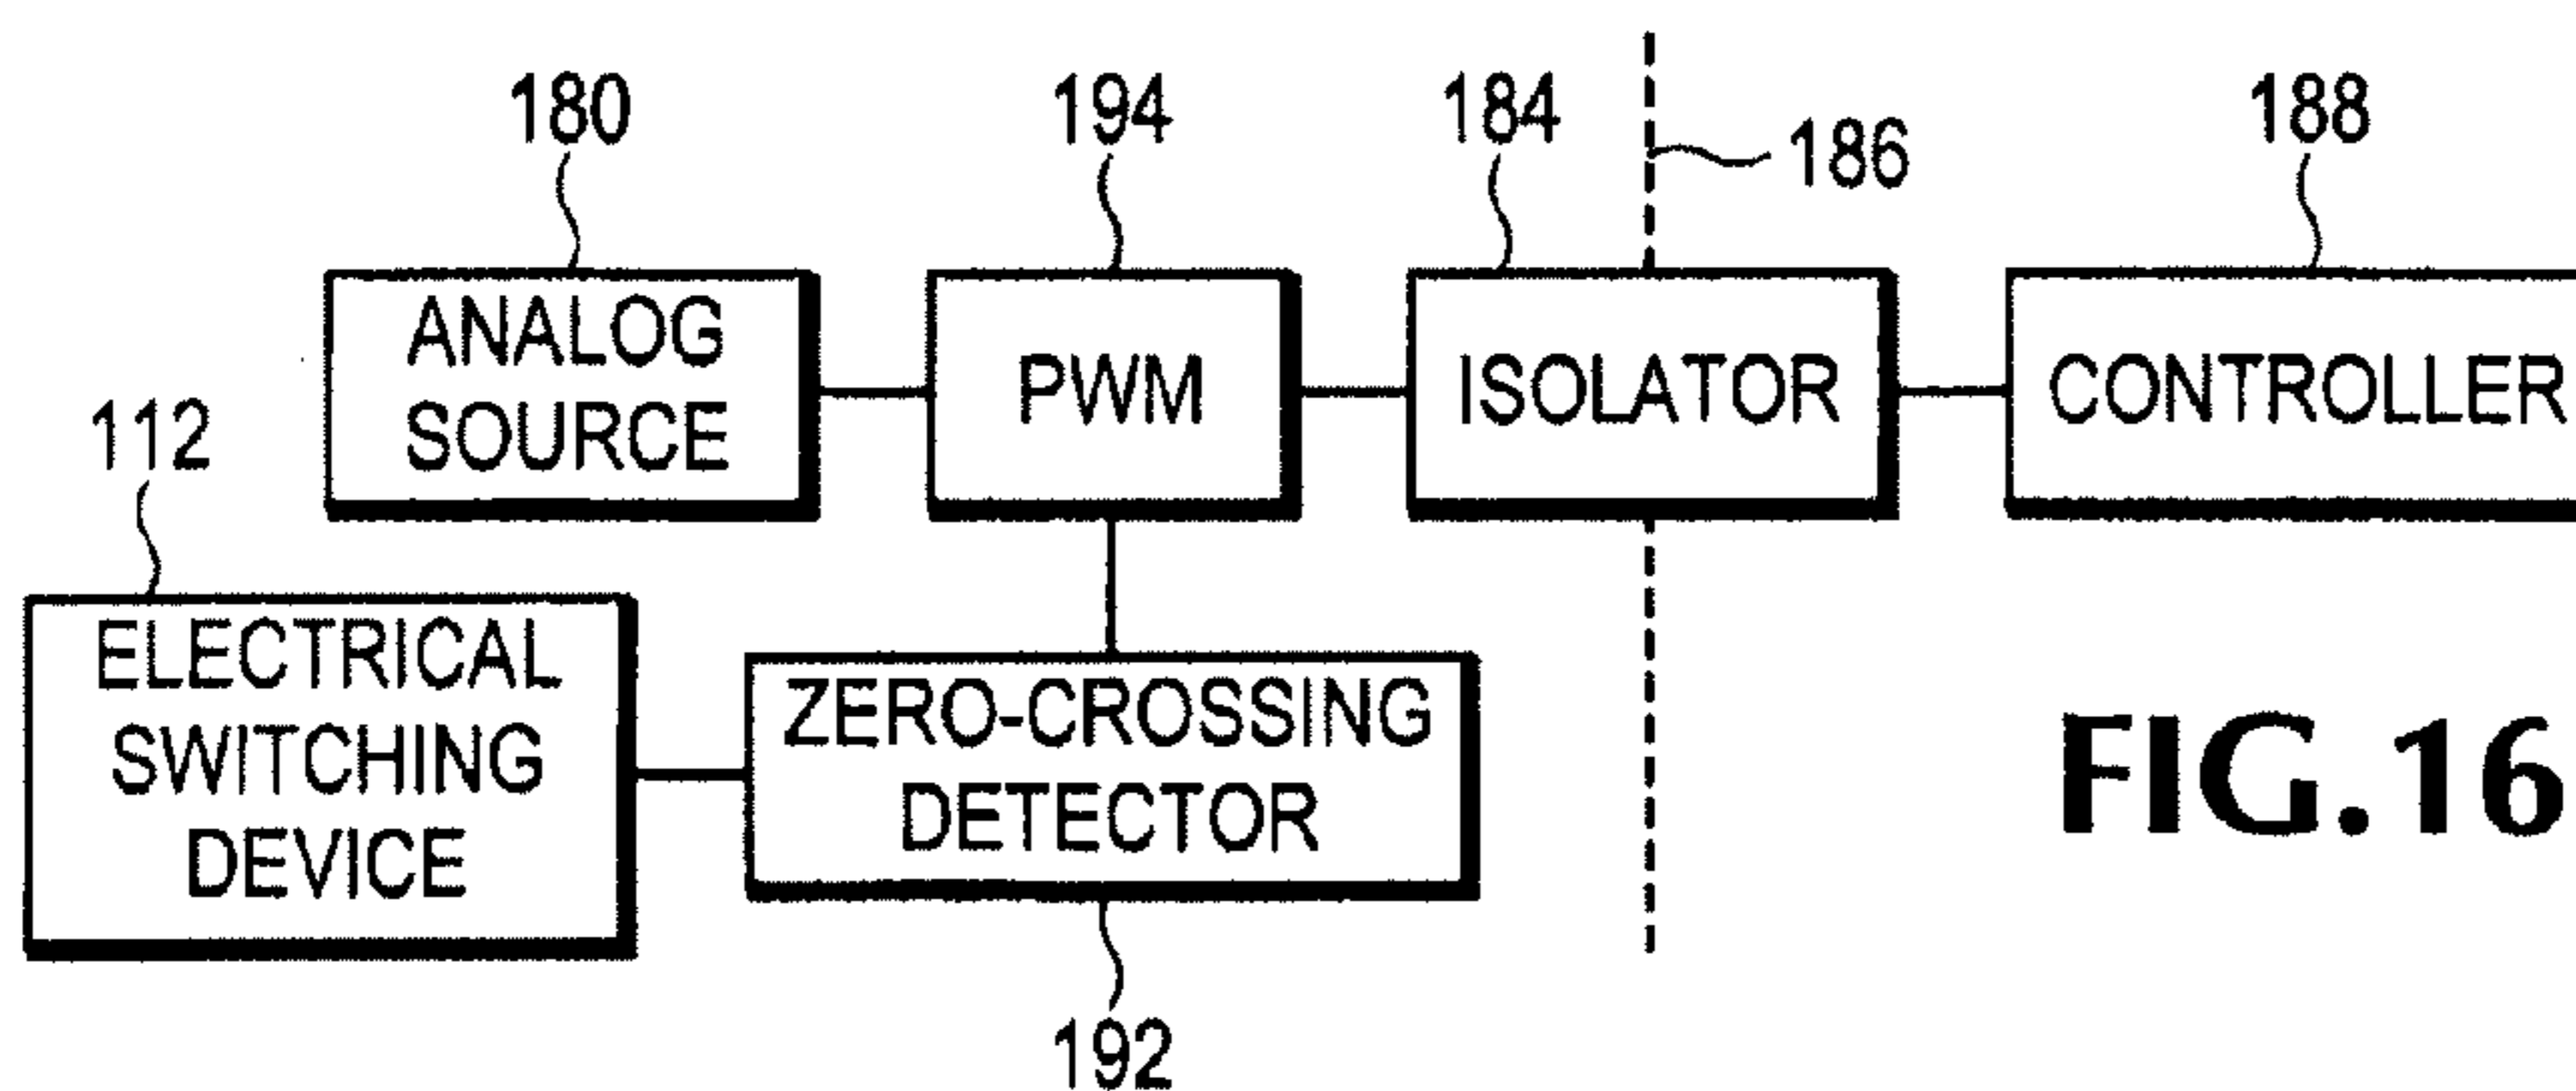 180
194
184
186
188
ANALOG
SOURCE
PWM
ISOLATOR
CONTROLLER
112
ELECTRICAL
SWITCHING
DEVICE
ZERO-CROSSING
DETECTOR
192
FIG.16